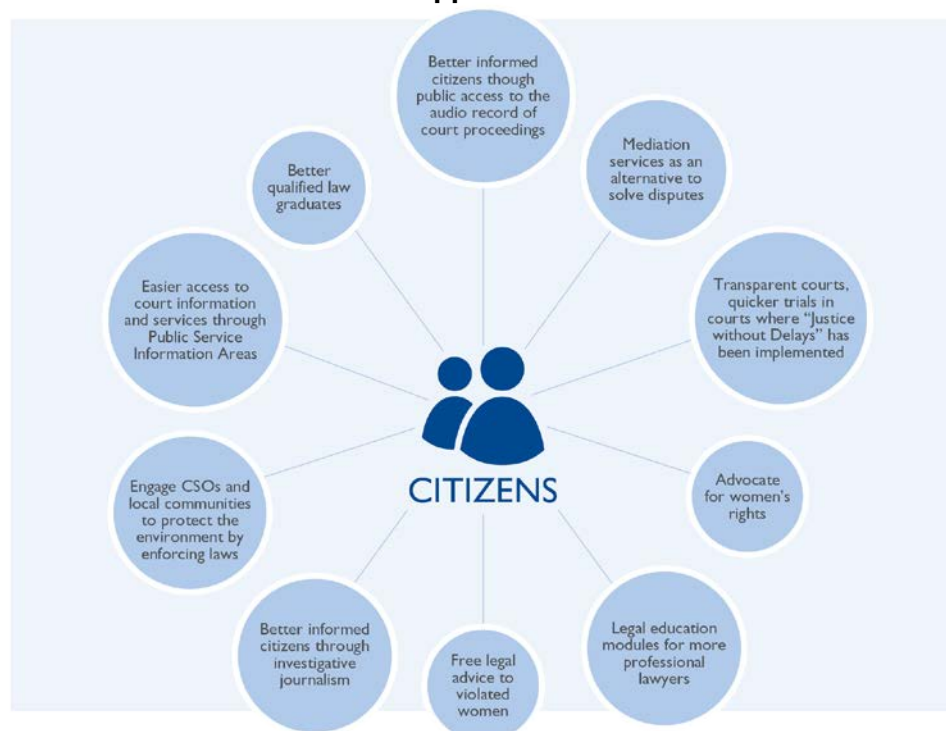 Better informed
citizens though
public access to the
audio record of
court proceedings
Mediation
services as an
alternative to
solve disputes
Transparent courts,
quicker trials in
courts where “Justice
without Delays” has
been implemented
Advocate
for women's
rights
Legal education
modules for more
professional
lawyers
Free legal
advice to
violated
women
Better informed
citizens through
investigative
journalism
Engage CSOs and
local communities
to protect the
environment by
enforcing laws
Easier access to
court information
and services through
Public Service
Information Areas
Better
qualified law
graduates
CITIZENS